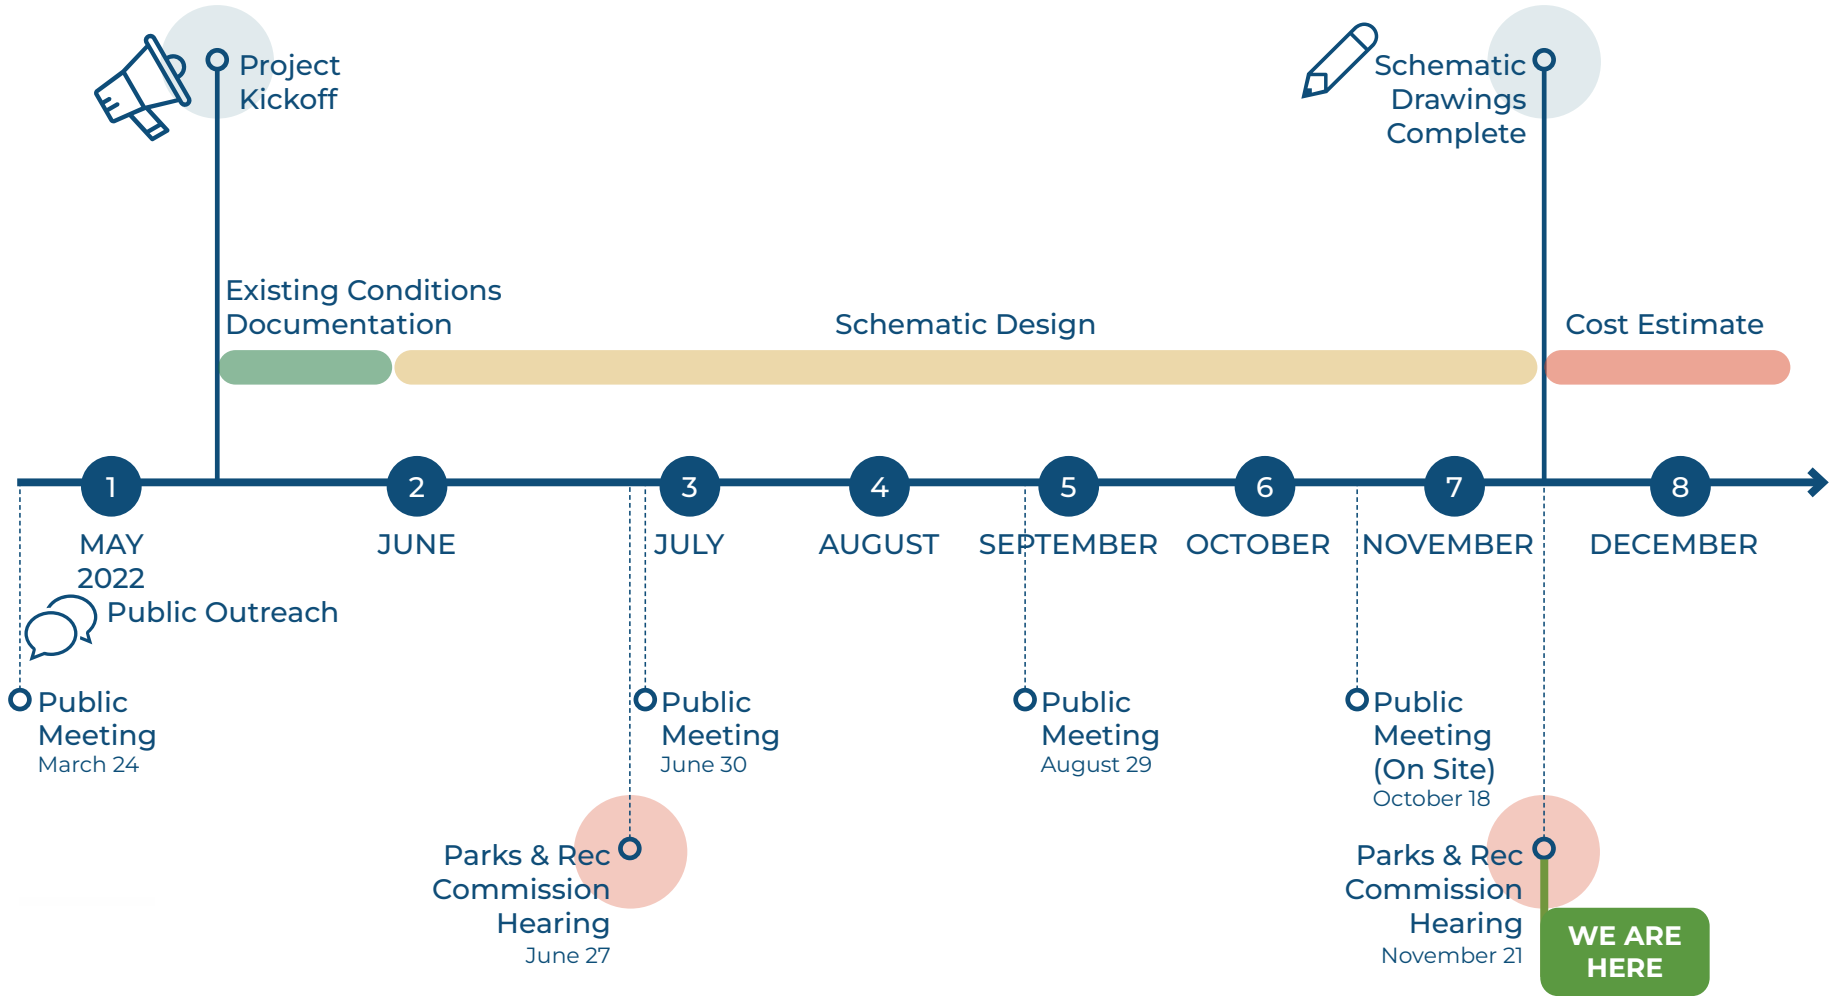 Project
Kickoff
Schematic
Drawings
Complete
Existing Conditions
Documentation
Schematic Design
Cost Estimate
1
2
3
4
5
6
7
8
MAY
2022
JUNE
JULY
AUGUST
SEPTEMBER
OCTOBER
NOVEMBER
DECEMBER
Public Outreach
Public
Meeting
March 24
Public
Meeting
June 30
Public
Meeting
August 29
Public
Meeting
(On Site)
October 18
Parks & Rec
Commission
Hearing
June 27
Parks & Rec
Commission
Hearing
November 21
WE ARE
HERE